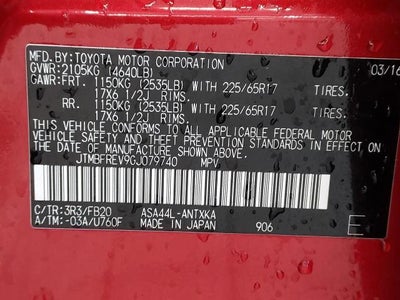 MFD.BY:TOYOTA MOTOR CORPORATION 03/16
GVWR: 2105KG (4640LB)
GAWR: FRT. 1150KG (2535LB) WITH 225/65R17 TIRES.
17X6 1/2J RIMS.
RR. 1150KG (2535LB) WITH 225/65R17 TIRES.
17X6 1/2J RIMS.
THIS VEHICLE CONFORMS TO ALL APPLICABLE FEDERAL MOTOR
VEHICLE SAFETY AND BUMPER STANDARDS IN EFFECT ON THE
DATE OF MANUFACTURE SHOWN ABOVE.
JTMBFREV9GJ079740 MPV
C/TR: 3R3/FB20 ASA44L-ANTXKA
A/TM: -03A/U760F MADE IN JAPAN 906 E